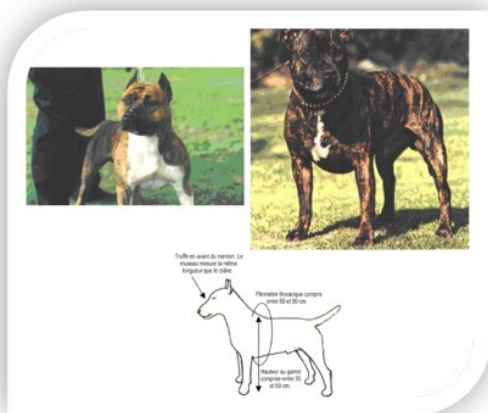 Truffe en avant du menton. Le
museau mesure la même
longueur que le crâne.
Périmètre thoracique compris
entre 60 et 80 cm.
Hauteur au garrot
comprise entre 35
et 50 cm.